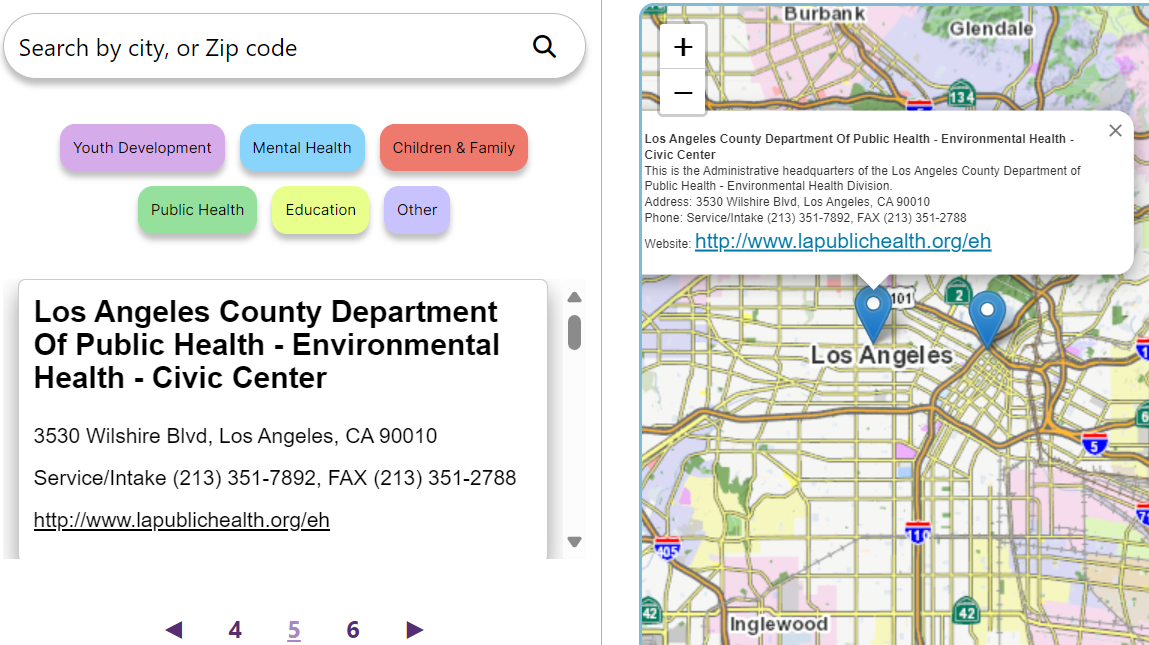 Search by city, or Zip code
Youth Development
Mental Health
Children & Family
Public Health
Education
Other
Los Angeles County Department
Of Public Health - Environmental
Health - Civic Center
3530 Wilshire Blvd, Los Angeles, CA 90010
Service/Intake (213) 351-7892, FAX (213) 351-2788
http://www.lapublichealth.org/eh
4 5 6
+
−
Burbank
Glendale
134
5
Los Angeles County Department Of Public Health - Environmental Health -
Civic Center
This is the Administrative headquarters of the Los Angeles County Department of
Public Health - Environmental Health Division.
Address: 3530 Wilshire Blvd, Los Angeles, CA 90010
Phone: Service/Intake (213) 351-7892, FAX (213) 351-2788
Website: http://www.lapublichealth.org/eh
101
2
Los Angeles
5
110
405
42
42
Inglewood